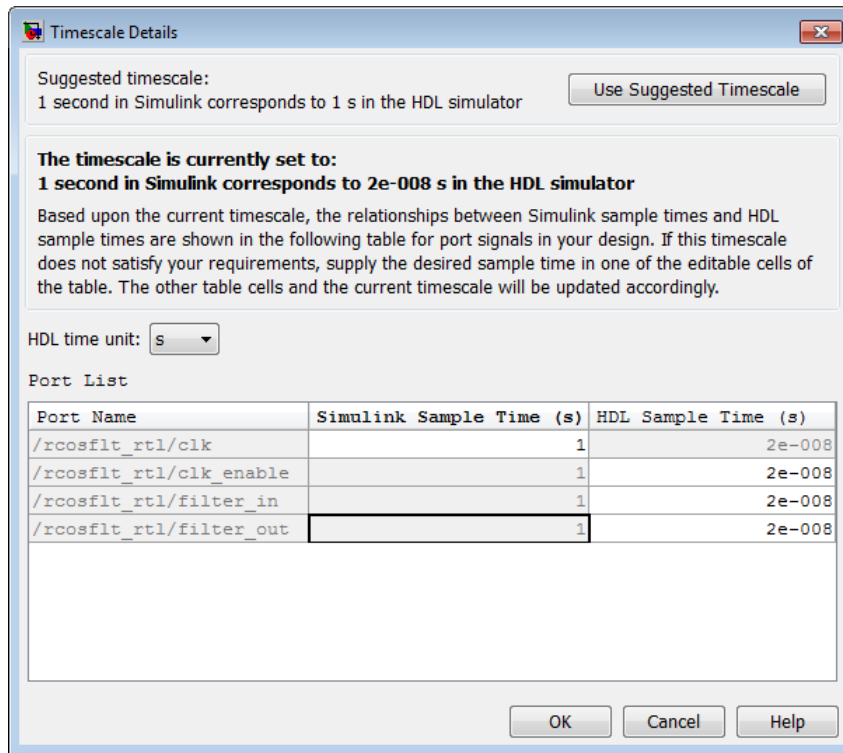 Timescale Details
Suggested timescale:
1 second in Simulink corresponds to 1 s in the HDL simulator
Use Suggested Timescale
The timescale is currently set to:
1 second in Simulink corresponds to 2e-008 s in the HDL simulator
Based upon the current timescale, the relationships between Simulink sample times and HDL
sample times are shown in the following table for port signals in your design. If this timescale
does not satisfy your requirements, supply the desired sample time in one of the editable cells of
the table. The other table cells and the current timescale will be updated accordingly.
HDL time unit: s
Port List
Port Name Simulink Sample Time (s) HDL Sample Time (s)
/rcosflt_rtl/clk 1 2e-008
/rcosflt_rtl/clk_enable 1 2e-008
/rcosflt_rtl/filter_in 1 2e-008
/rcosflt_rtl/filter_out 1 2e-008
OK Cancel Help